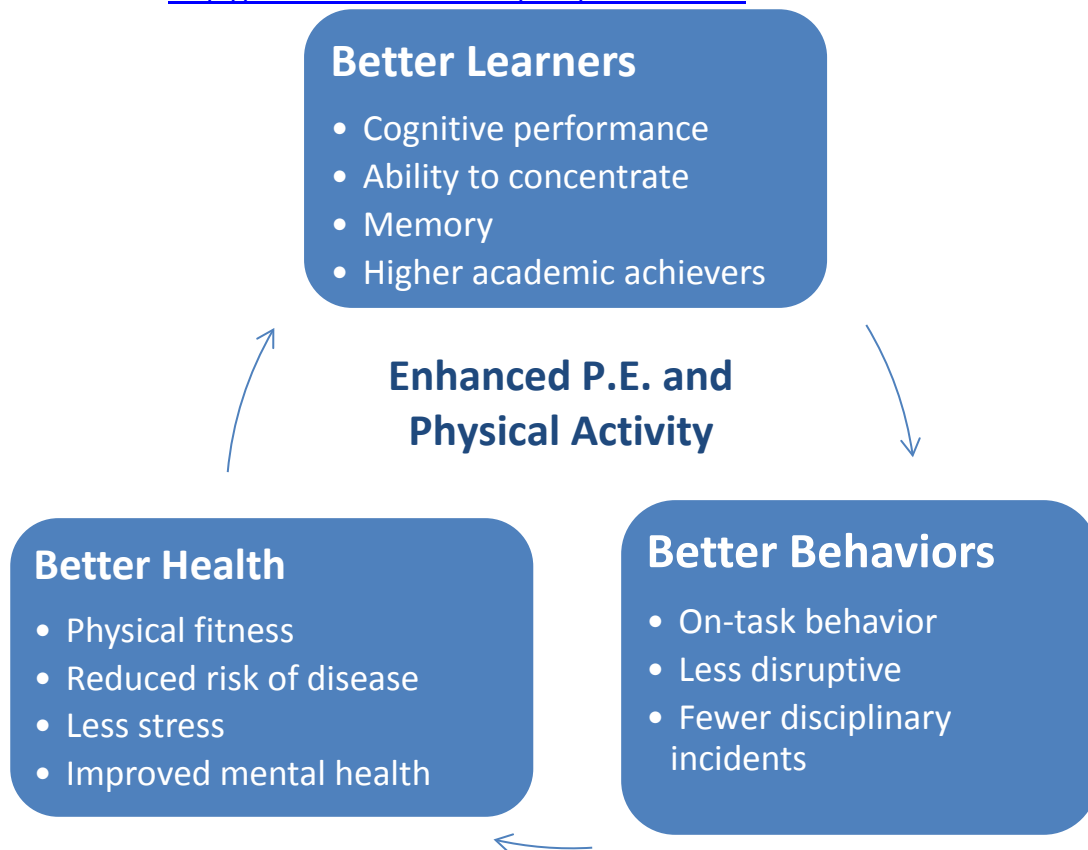 Better Learners
• Cognitive performance
• Ability to concentrate
• Memory
• Higher academic achievers
Enhanced P.E. and
Physical Activity
Better Health
• Physical fitness
• Reduced risk of disease
• Less stress
• Improved mental health
Better Behaviors
• On-task behavior
• Less disruptive
• Fewer disciplinary
incidents